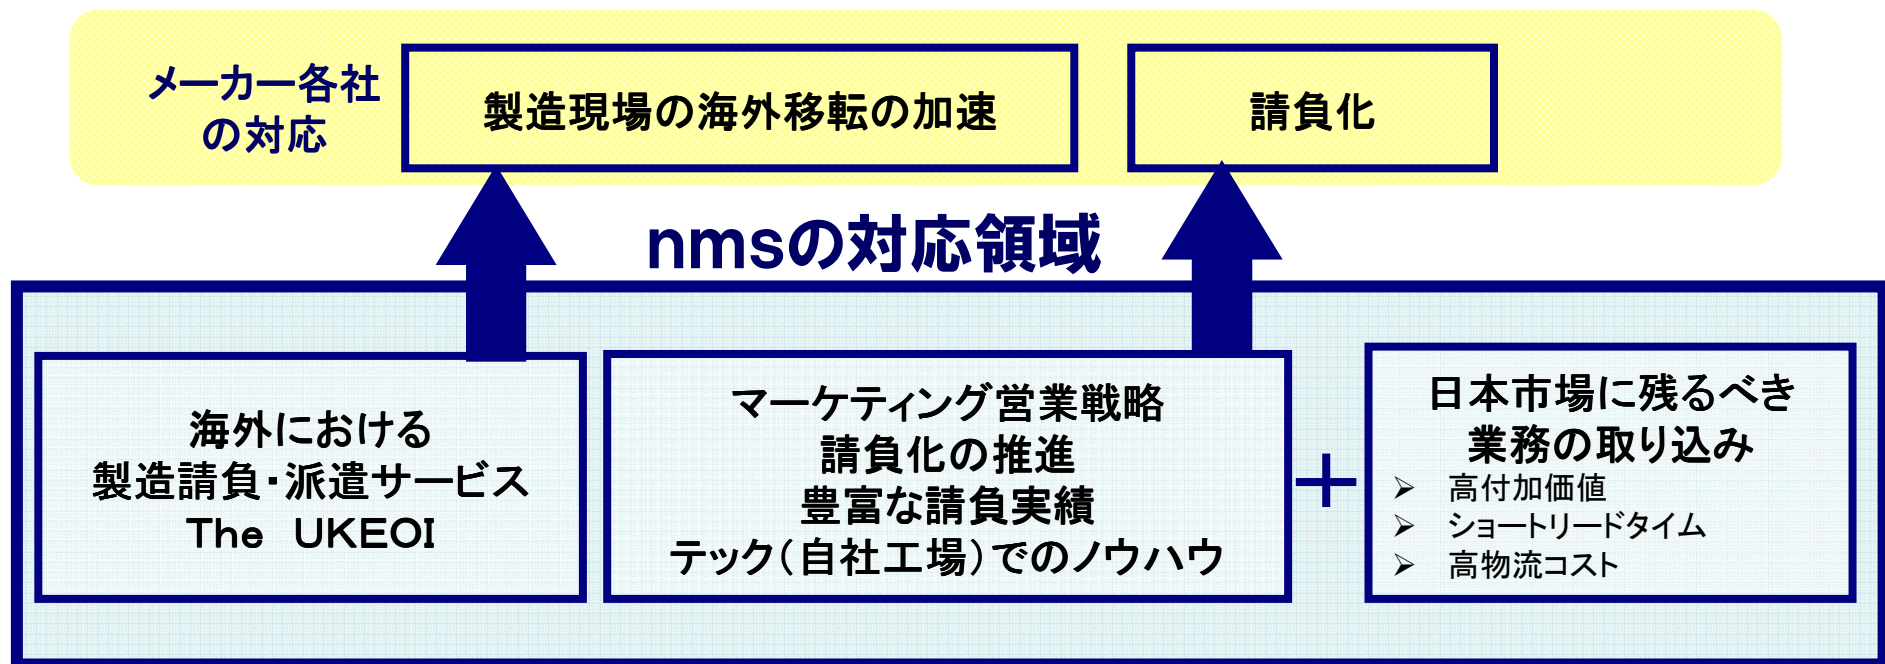 メーカー各社
の対応
製造現場の海外移転の加速
請負化
nmsの対応領域
海外における
製造請負・派遣サービス
The UKEOI
マーケティング営業戦略
請負化の推進
豊富な請負実績
テック(自社工場)でのノウハウ
＋
日本市場に残るべき
業務の取り込み
➢ 高付加価値
➢ ショートリードタイム
➢ 高物流コスト